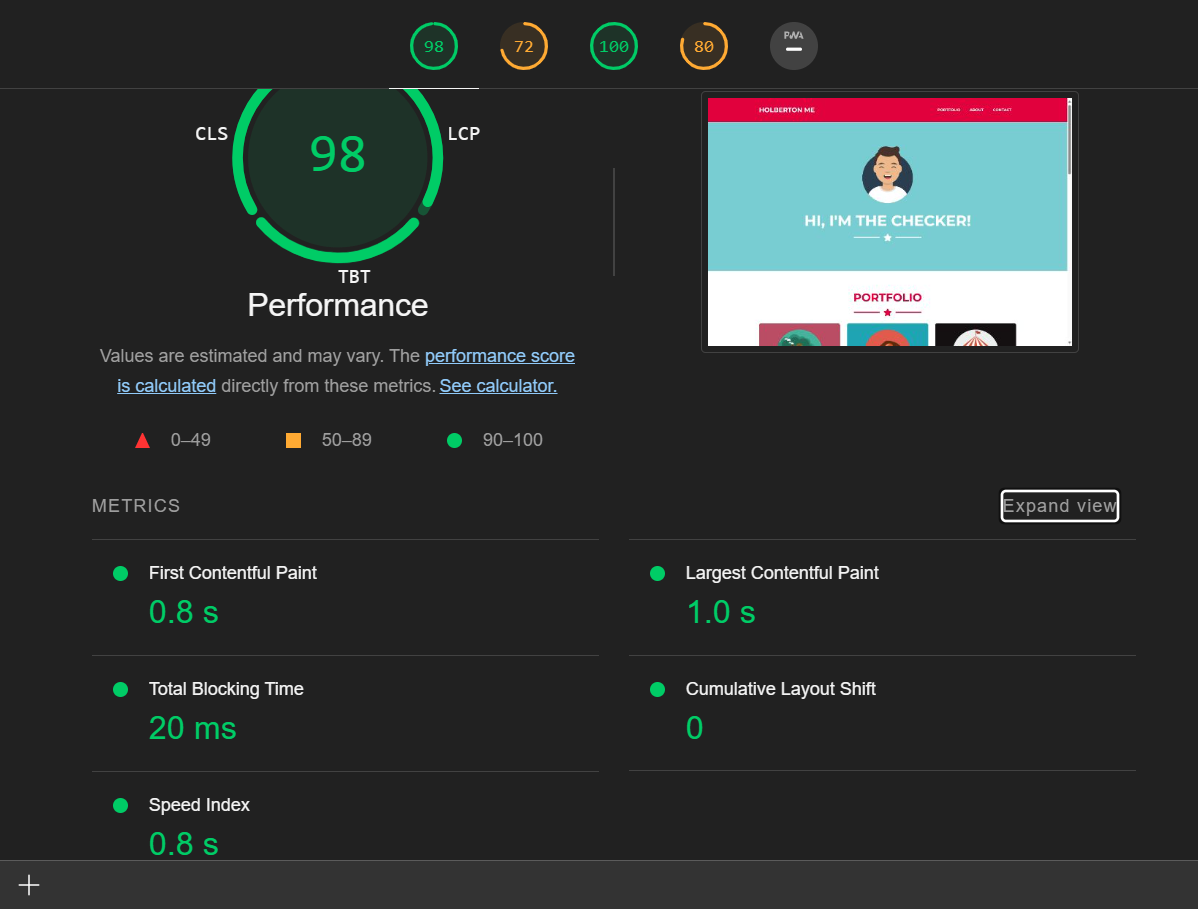 98
72
100
80
PWA
CLS
LCP
98
TBT
Performance
Values are estimated and may vary. The performance score
is calculated directly from these metrics. See calculator.
0–49
50–89
90–100
HOLBERTON ME
PORTFOLIO ABOUT CONTACT
HI, I'M THE CHECKER!
PORTFOLIO
METRICS
Expand view
First Contentful Paint
0.8 s
Largest Contentful Paint
1.0 s
Total Blocking Time
20 ms
Cumulative Layout Shift
0
Speed Index
0.8 s